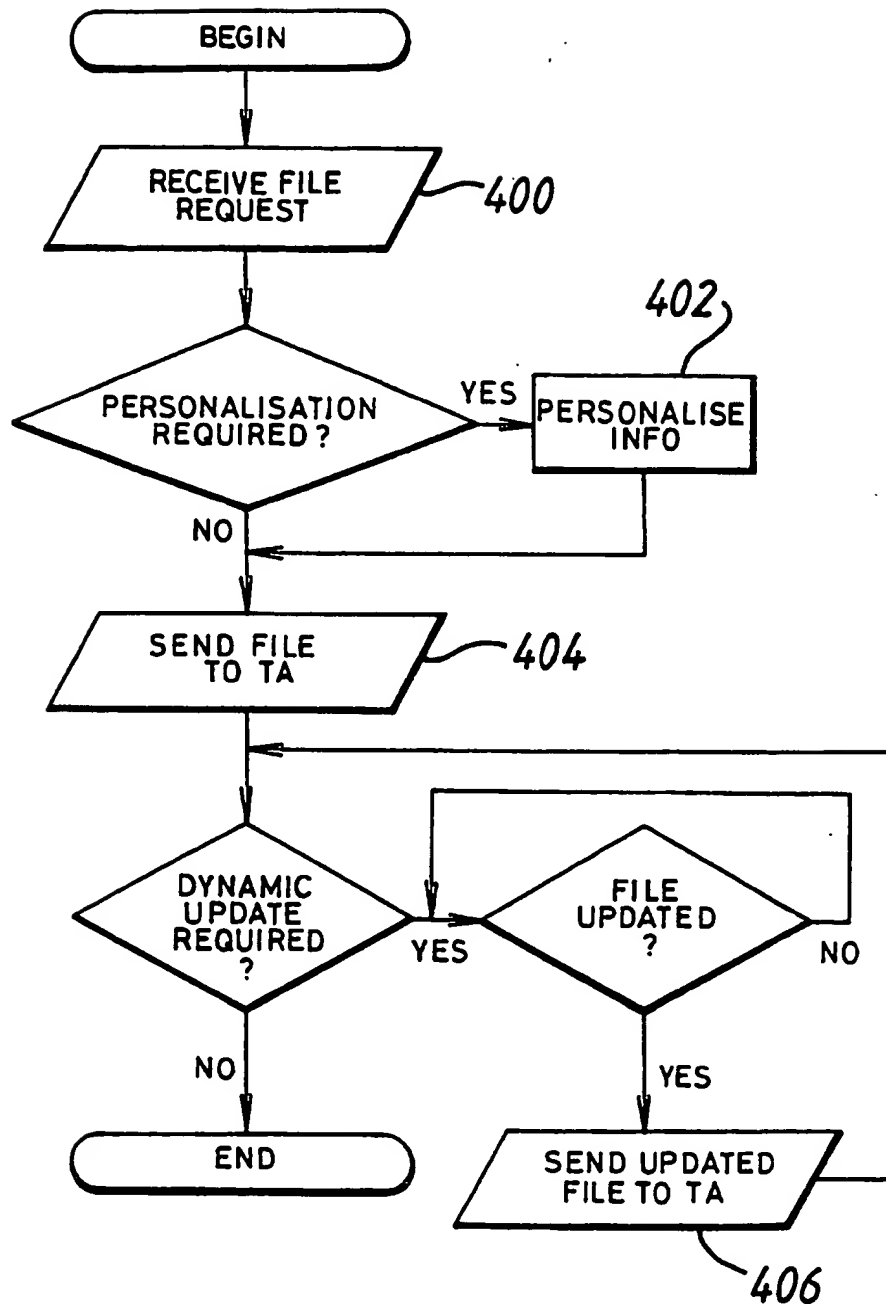 BEGIN
RECEIVE FILE
REQUEST
400
402
PERSONALISATION
REQUIRED?
YES
PERSONALISE
INFO
NO
SEND FILE
TO TA
404
DYNAMIC
UPDATE
REQUIRED
?
YES
FILE
UPDATED
?
NO
NO
YES
END
SEND UPDATED
FILE TO TA
406